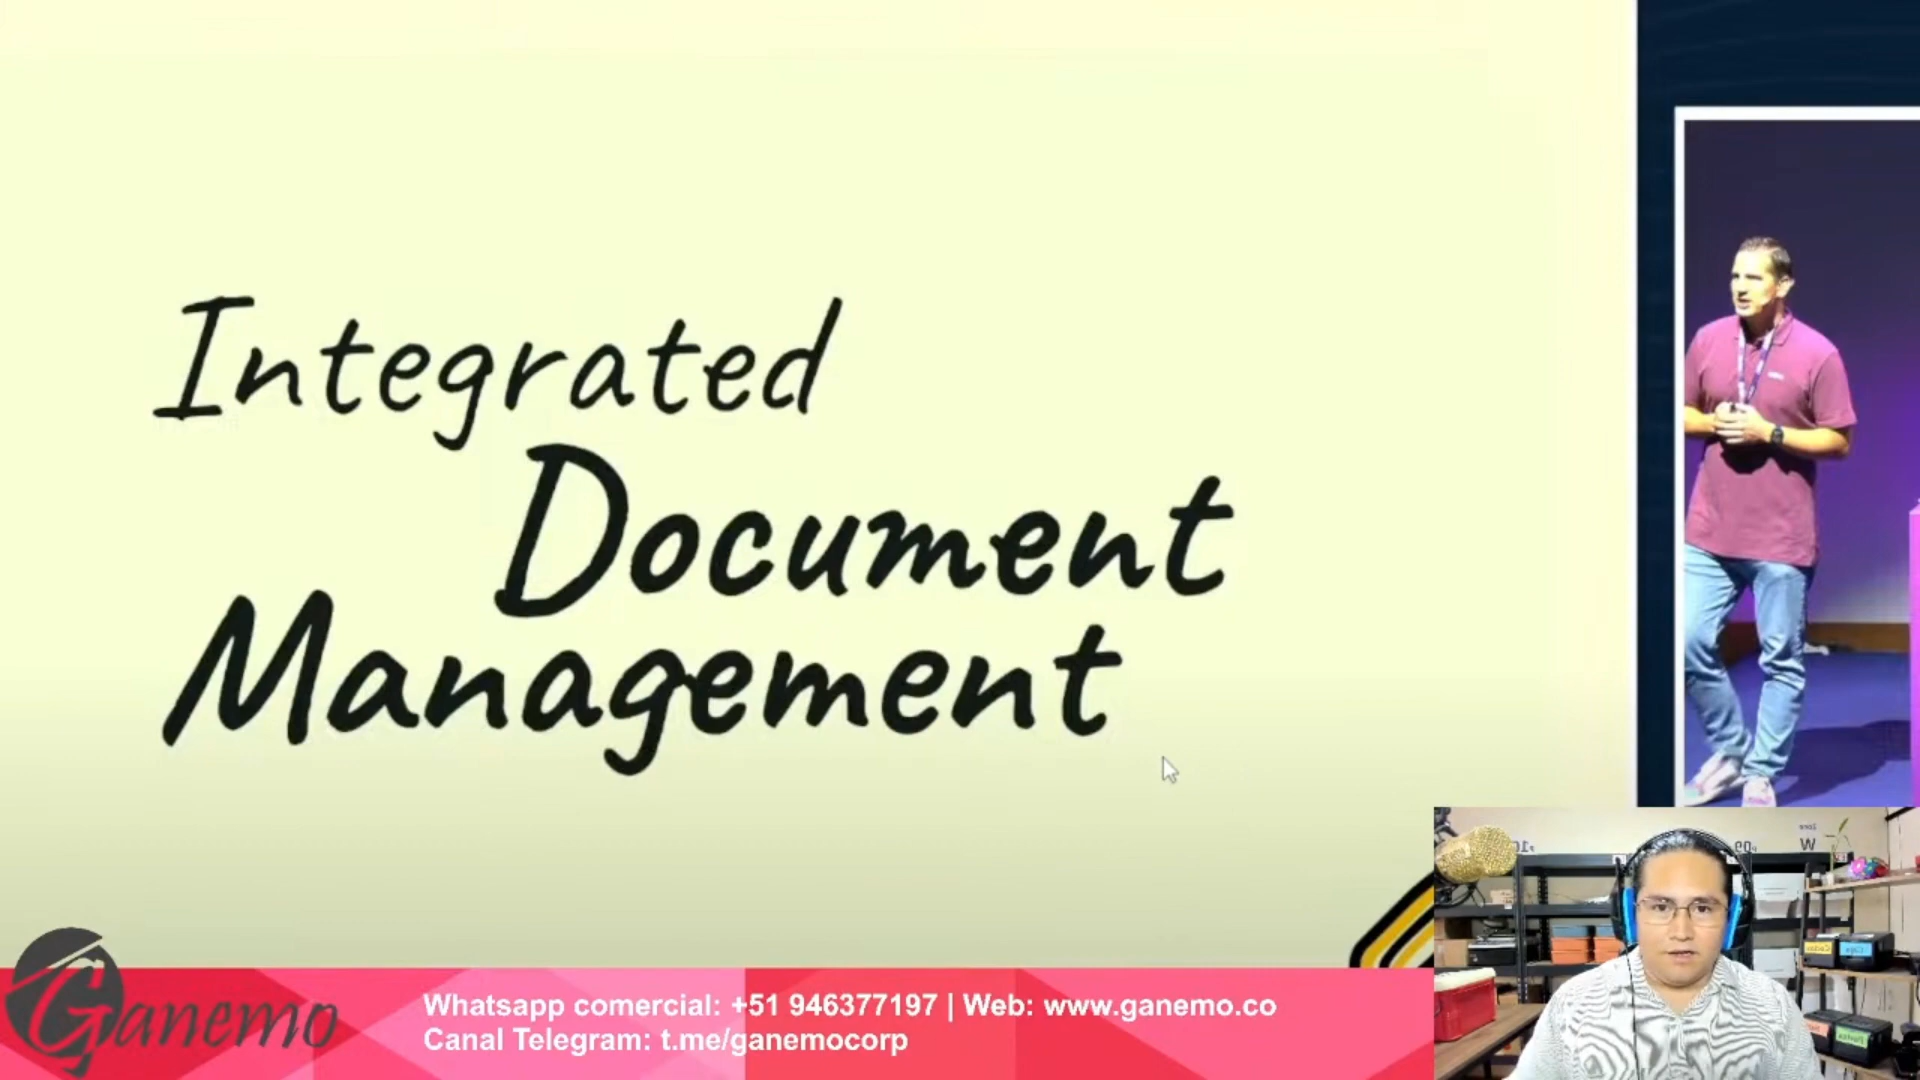 Integrated
Document
Management
Ganemo
Whatsapp comercial: +51 946377197 | Web: www.ganemo.co
Canal Telegram: t.me/ganemocorp